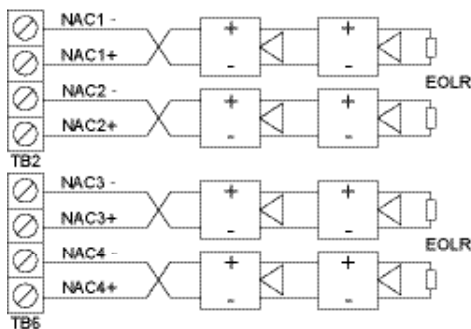 NAC1 -
+ +
NAC1+
- -
NAC2 -
EOLR
+ +
NAC2+
- -
TB2
NAC3 -
+ +
NAC3+
- -
EOLR
NAC4 -
+ +
NAC4+
- -
TB6